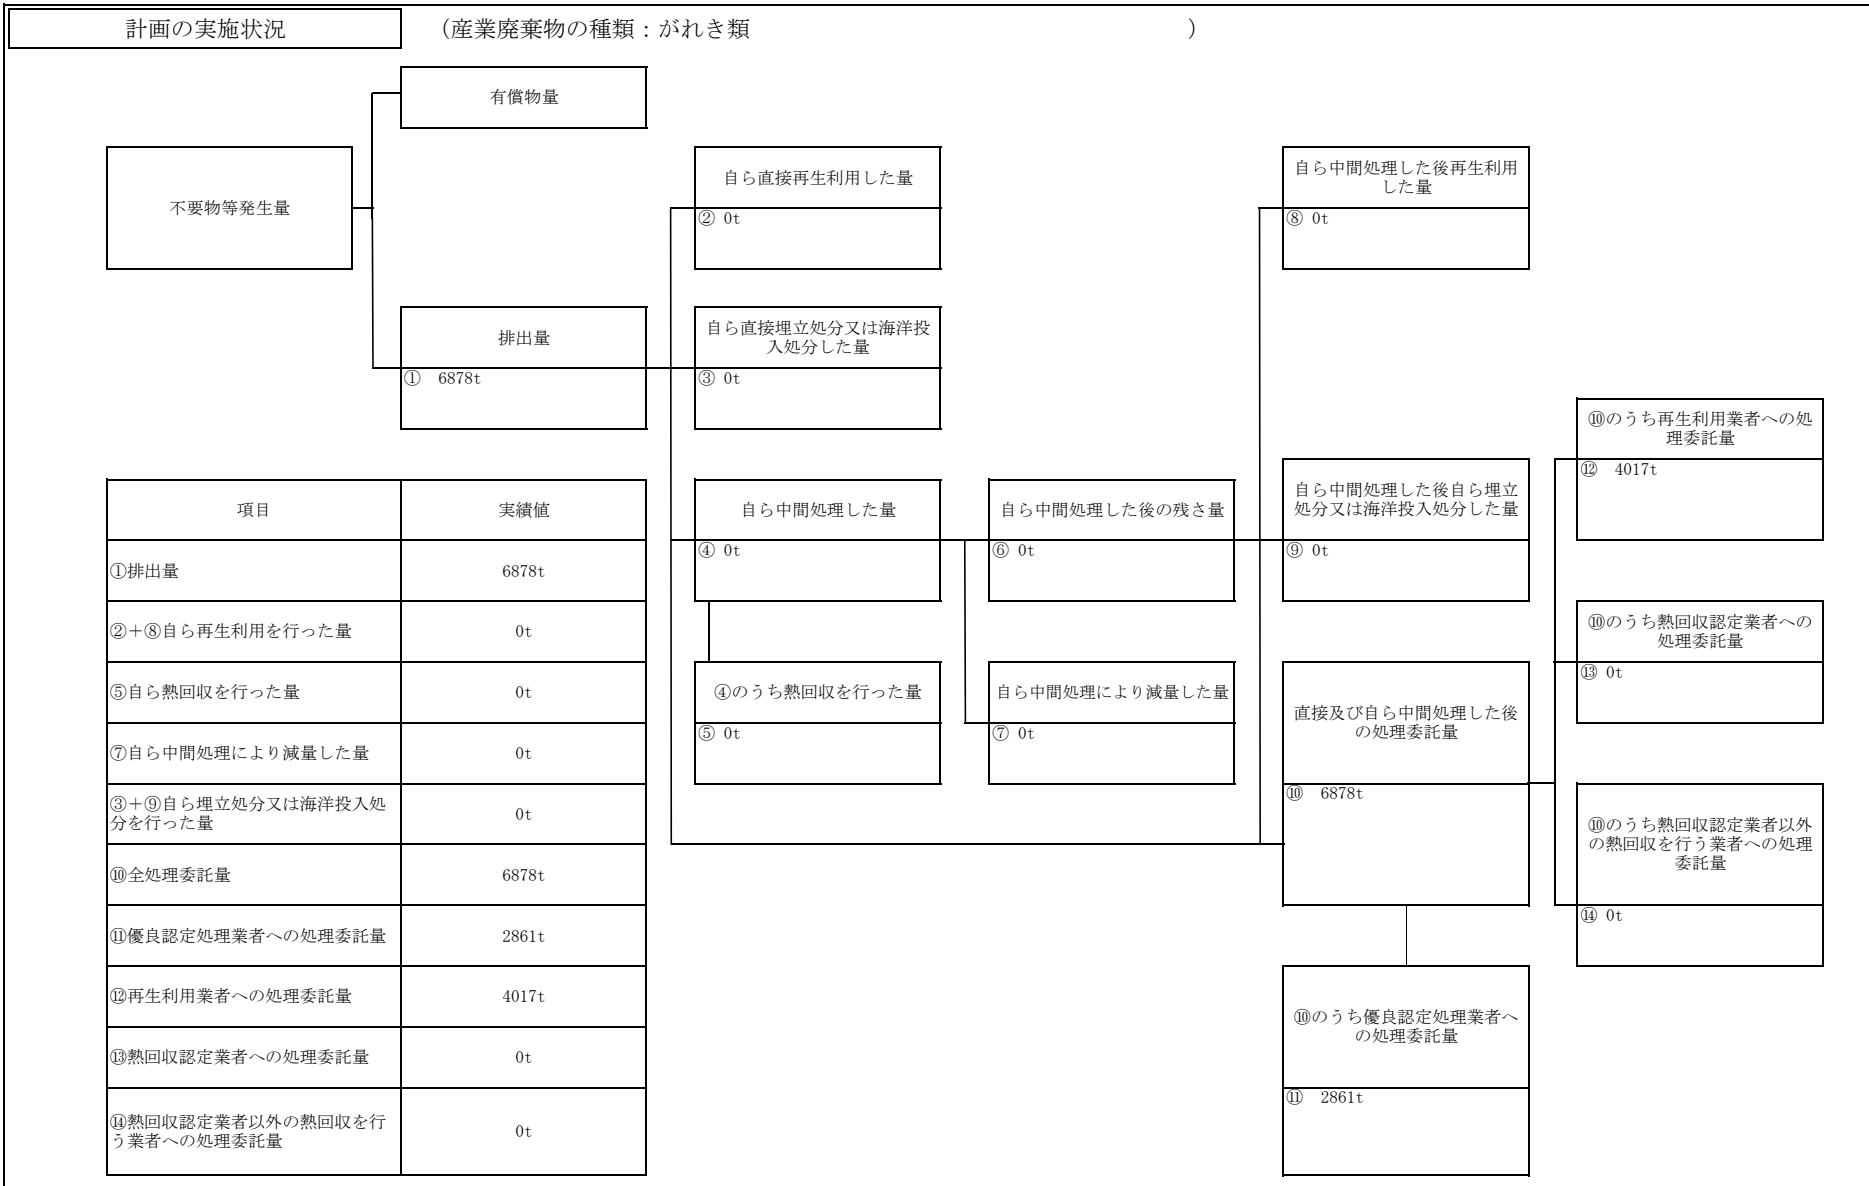 計画の実施状況
（産業廃棄物の種類：がれき類　　　　　　　　　　　　　　　　　　　）
有償物量
不要物等発生量
自ら直接再生利用した量
② 0t
自ら中間処理した後再生利用
した量
⑧ 0t
排出量
①　6878t
自ら直接埋立処分又は海洋投
入処分した量
③ 0t
⑩のうち再生利用業者への処
理委託量
⑫　4017t
自ら中間処理した量
④ 0t
自ら中間処理した後の残さ量
⑥ 0t
自ら中間処理した後自ら埋立
処分又は海洋投入処分した量
⑨ 0t
⑩のうち熱回収認定業者への
処理委託量
⑬ 0t
④のうち熱回収を行った量
⑤ 0t
自ら中間処理により減量した量
⑦ 0t
直接及び自ら中間処理した後
の処理委託量
⑩　6878t
⑩のうち熱回収認定業者以外
の熱回収を行う業者への処理
委託量
⑭ 0t
⑩のうち優良認定処理業者へ
の処理委託量
⑪　2861t
項目　実績値
①排出量　6878t
②＋⑧自ら再生利用を行った量　0t
⑤自ら熱回収を行った量　0t
⑦自ら中間処理により減量した量　0t
③＋⑨自ら埋立処分又は海洋投入処
分を行った量　0t
⑩全処理委託量　6878t
⑪優良認定処理業者への処理委託量　2861t
⑫再生利用業者への処理委託量　4017t
⑬熱回収認定業者への処理委託量　0t
⑭熱回収認定業者以外の熱回収を行
う業者への処理委託量　0t